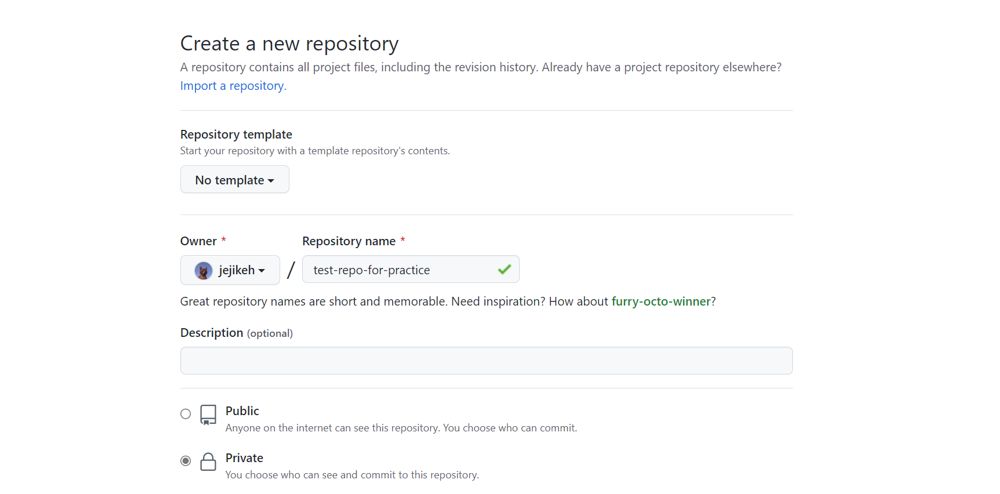 Create a new repository
A repository contains all project files, including the revision history. Already have a project repository elsewhere?
Import a repository.
Repository template
Start your repository with a template repository's contents.
No template
Owner * Repository name *
jejikeh / test-repo-for-practice
Great repository names are short and memorable. Need inspiration? How about furry-octo-winner?
Description (optional)
Public
Anyone on the internet can see this repository. You choose who can commit.
Private
You choose who can see and commit to this repository.